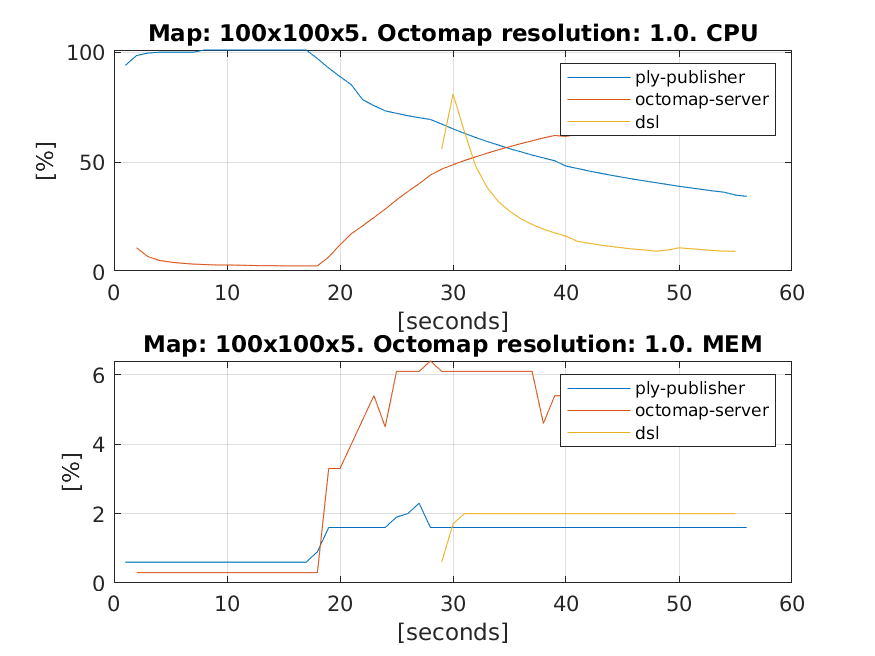 Map: 100x100x5. Octomap resolution: 1.0. CPU
100
50
0
[%]
ply-publisher
octomap-server
dsl
0 10 20 30 40 50 60
[seconds]
Map: 100x100x5. Octomap resolution: 1.0. MEM
6
4
2
0
[%]
ply-publisher
octomap-server
dsl
0 10 20 30 40 50 60
[seconds]